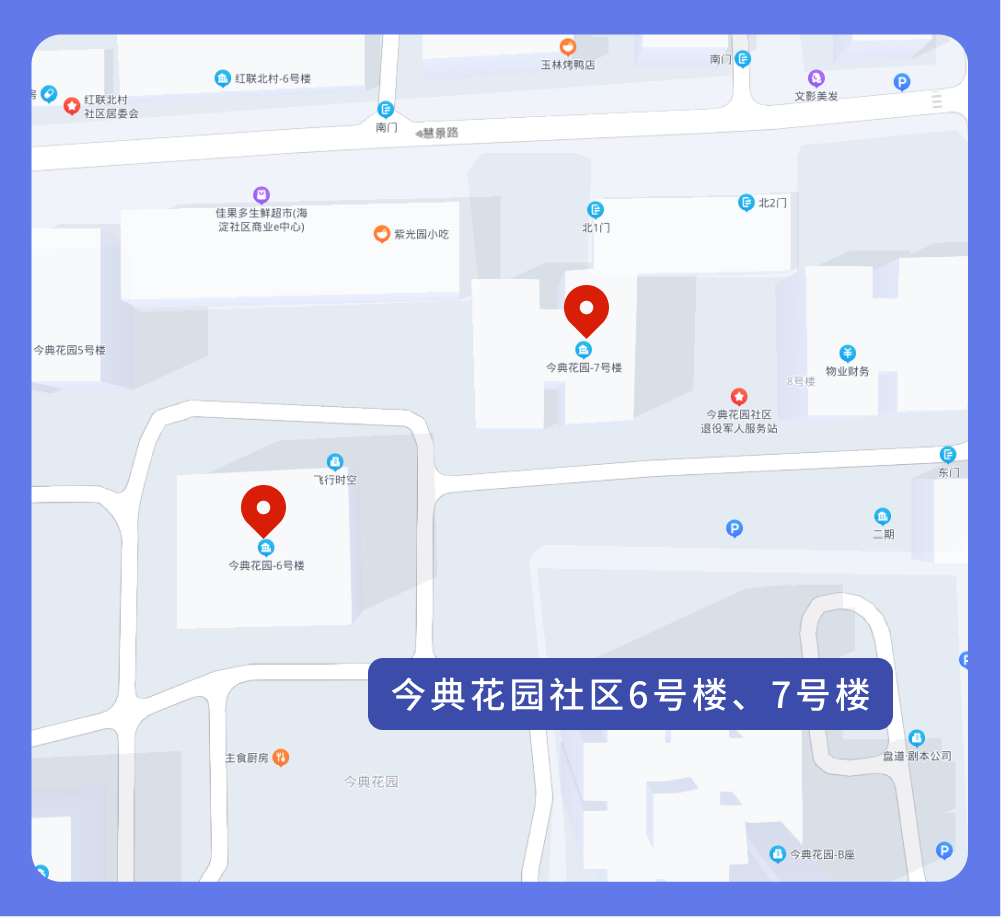 玉林烤鸭店
南门
P
红联北村-6号楼
文影美发
红联北村
社区居委会
南门
慧景路
佳果多生鲜超市(海
淀社区商业e中心)
紫光园小吃
北1门
北2门
今典花园5号楼
今典花园-7号楼
物业财务
8号楼
今典花园社区
退役军人服务站
飞行时空
东门
P
二期
今典花园-6号楼
今典花园社区6号楼、7号楼
主食厨房
今典花园
盘道·剧本公司
今典花园-B座
P